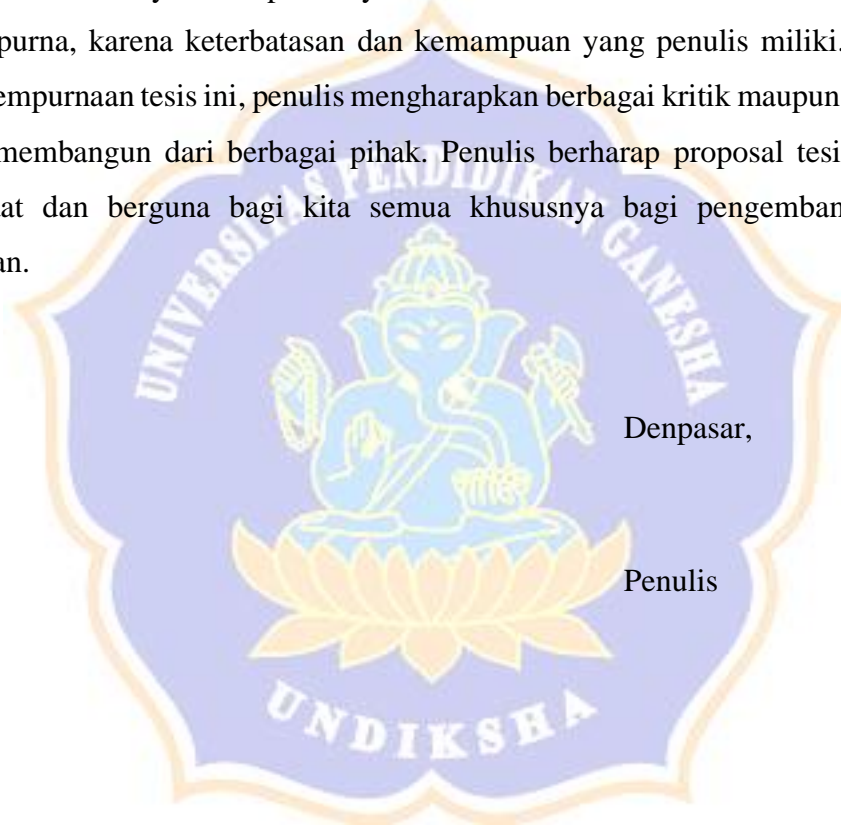 purna, karena keterbatasan dan kemampuan yang penulis miliki.
empurnaan tesis ini, penulis mengharapkan berbagai kritik maupun
membangun dari berbagai pihak. Penulis berharap proposal tesi
at dan berguna bagi kita semua khususnya bagi pengemban
an.
UNIVERSITAS PENDIDIKAN GANESHA
Denpasar,
Penulis
UNDIKSHA